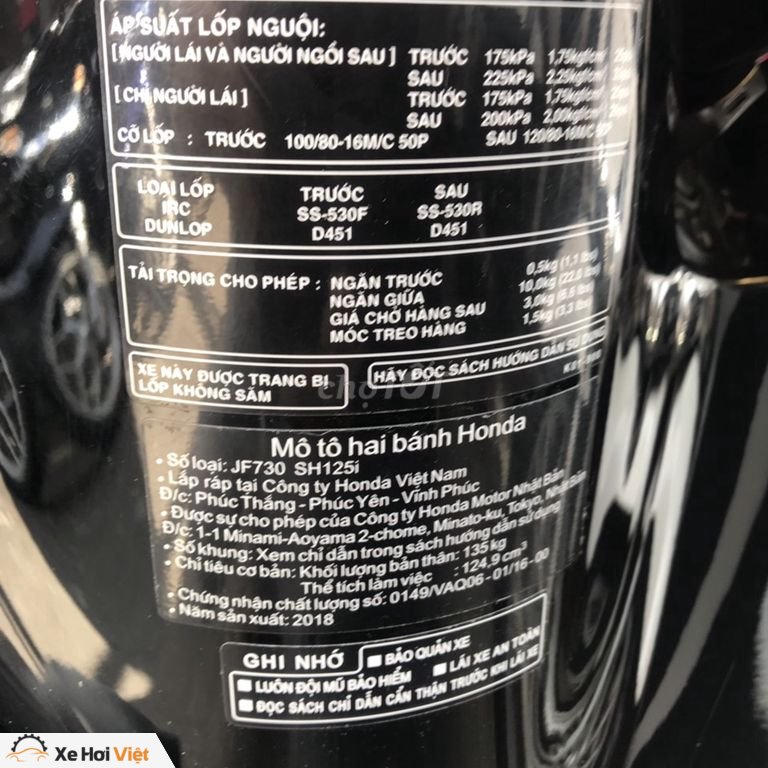 ÁP SUẤT LỐP NGUỘI:
[NGƯỜI LÁI VÀ NGƯỜI NGỒI SAU] TRƯỚC 175kPa 1,75kgf/cm²
SAU 225kPa 2,25kgf/cm²
[CHỈ NGƯỜI LÁI] TRƯỚC 175kPa 1,75kgf/cm²
SAU 200kPa 2,00kgf/cm²
CỠ LỐP : TRƯỚC 100/80-16M/C 50P SAU 120/80-16M/C
LOẠI LỐP TRƯỚC SAU
IRC SS-530F SS-530R
DUNLOP D451 D451
TẢI TRỌNG CHO PHÉP : NGĂN TRƯỚC 0,5kg (1,1 lbs)
NGĂN GIỮA 10,0kg (22,0 lbs)
GIÁ CHỞ HÀNG SAU 3,0kg (6,6 lbs)
MÓC TREO HÀNG 1,5kg (3,3 lbs)
XE NÀY ĐƯỢC TRANG BỊ
LỐP KHÔNG SĂM
HÃY ĐỌC SÁCH HƯỚNG DẪN SỬ DỤNG
chợTỐT
Mô tô hai bánh Honda
• Số loại: JF730 SH125i
• Lắp ráp tại Công ty Honda Việt Nam
Đ/c: Phúc Thắng - Phúc Yên - Vĩnh Phúc
• Được sự cho phép của Công ty Honda Motor Nhật Bản
Đ/c: 1-1 Minami-Aoyama 2-chome, Minato-ku, Tokyo, Nhật Bản
• Số khung: Xem chỉ dẫn trong sách hướng dẫn sử dụng
• Chỉ tiêu cơ bản: Khối lượng bản thân: 135 kg
Thể tích làm việc : 124,9 cm³
• Chứng nhận chất lượng số: 0149/VAQ06 - 01/16 - 00
• Năm sản xuất: 2018
GHI NHỚ
■ BẢO QUẢN XE
■ LUÔN ĐỘI MŨ BẢO HIỂM ■ LÁI XE AN TOÀN
■ ĐỌC SÁCH CHỈ DẪN CẨN THẬN TRƯỚC KHI LÁI XE
Xe Hơi Việt